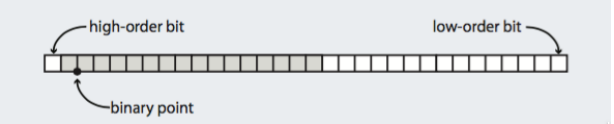 high-order bit
low-order bit
binary point